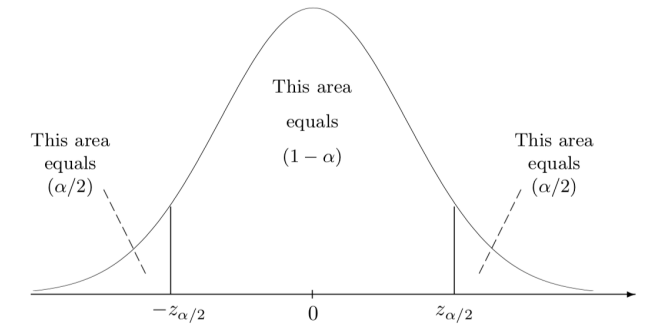 This area
equals
(1 − α)
This area
equals
(α/2)
This area
equals
(α/2)
−z_{α/2}
0
z_{α/2}